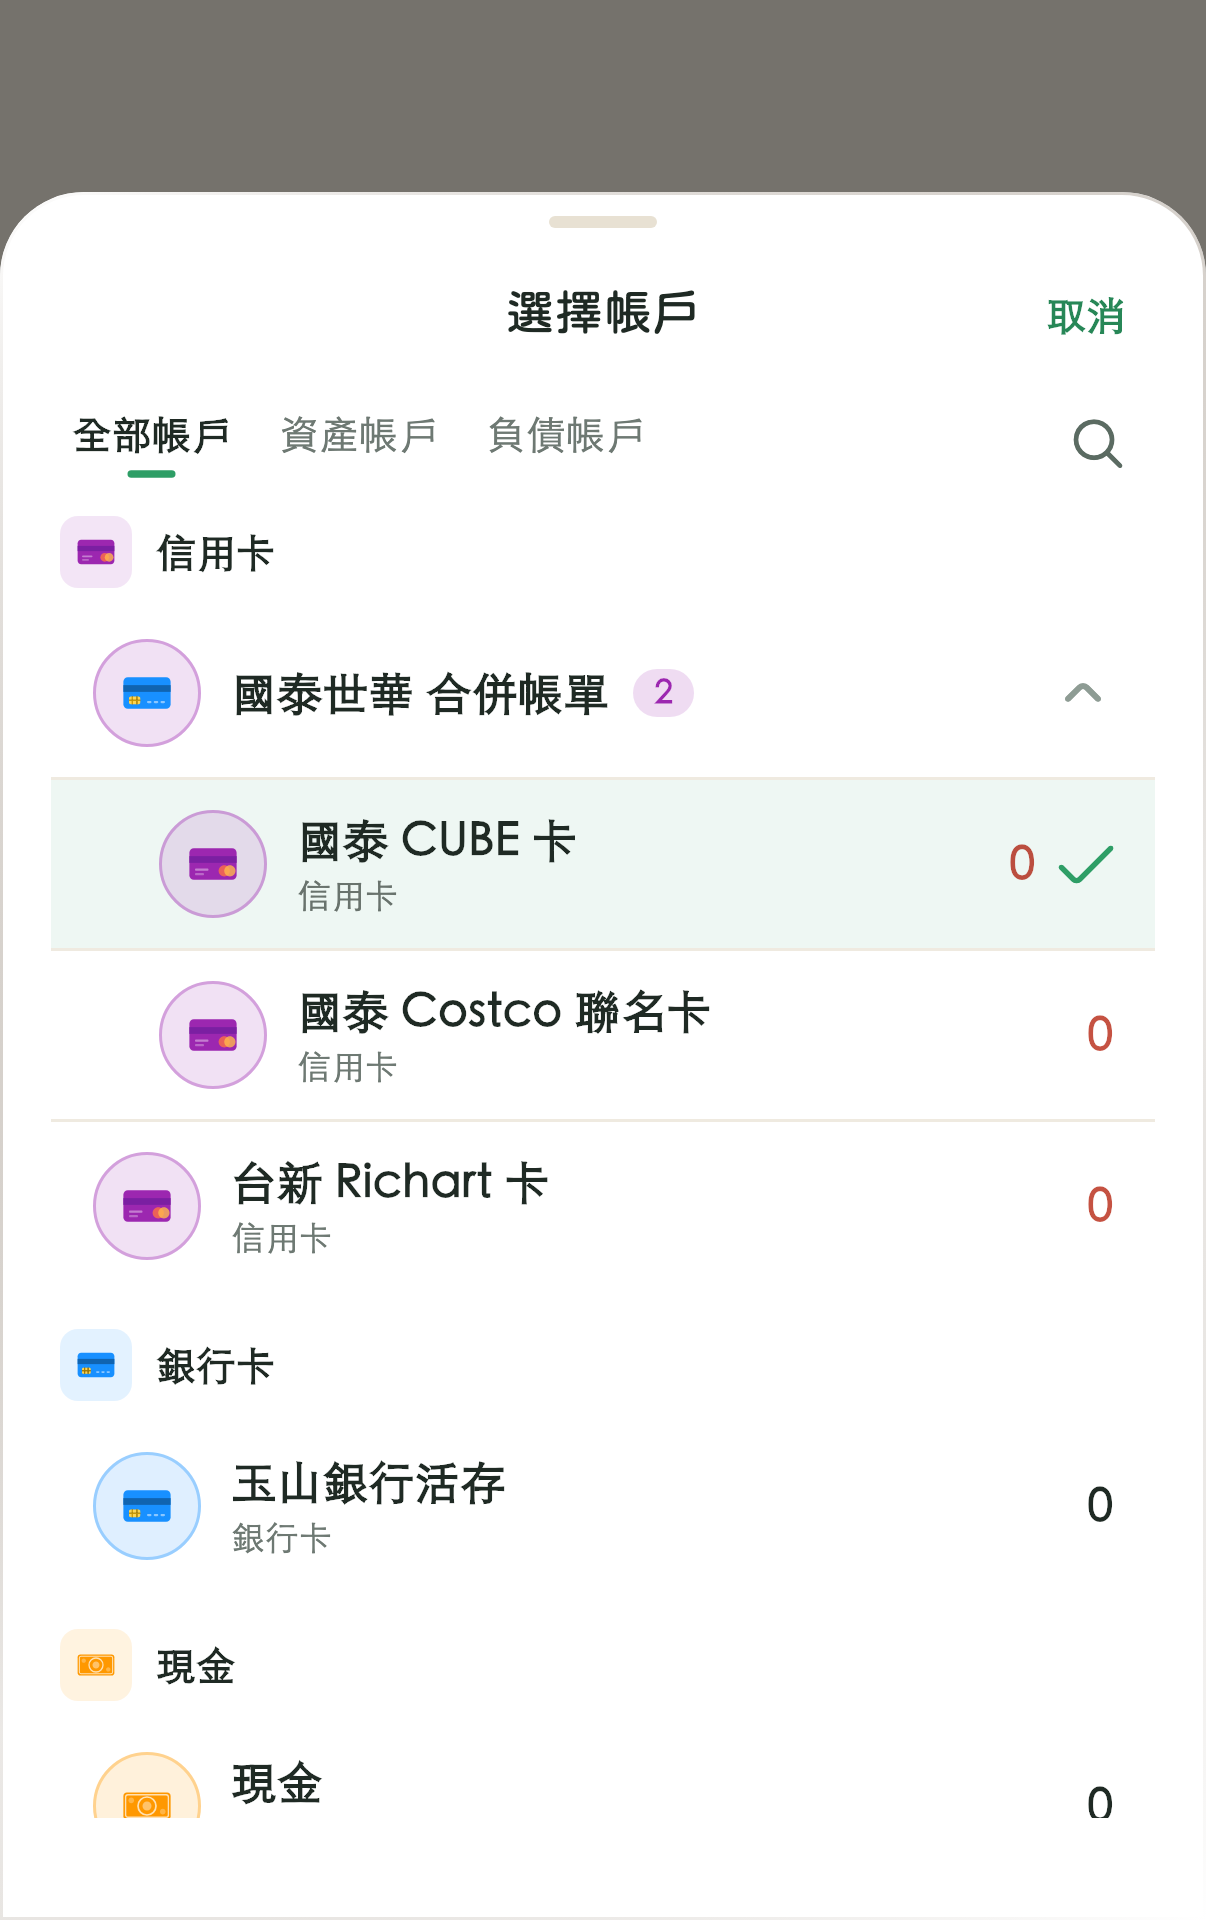 選擇帳戶
取消
全部帳戶 資產帳戶 負債帳戶
信用卡
國泰世華 合併帳單 2
國泰 CUBE 卡
信用卡
0
國泰 Costco 聯名卡
信用卡
0
台新 Richart 卡
信用卡
0
銀行卡
玉山銀行活存
銀行卡
0
現金
現金
0